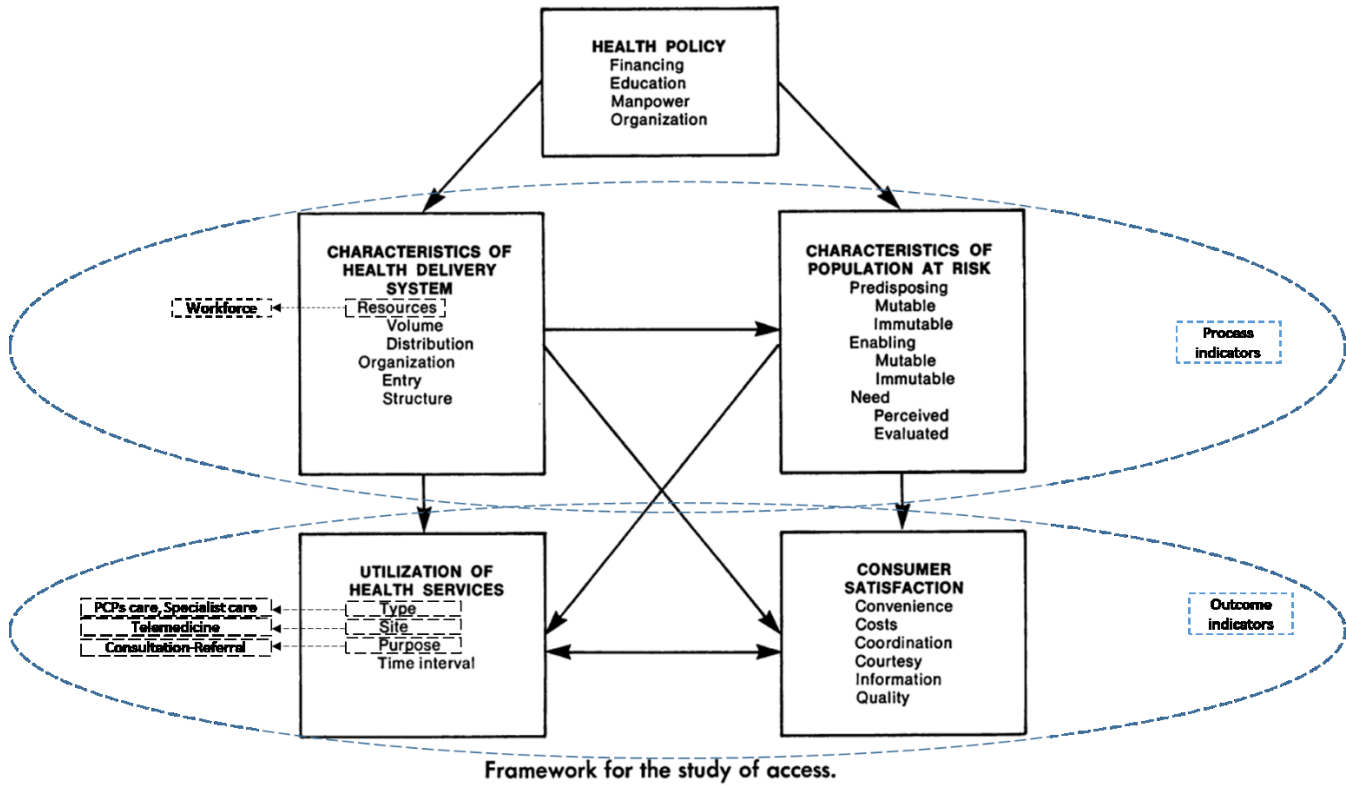 HEALTH POLICY
Financing
Education
Manpower
Organization
CHARACTERISTICS OF
HEALTH DELIVERY
SYSTEM
Resources
Volume
Distribution
Organization
Entry
Structure
Workforce
CHARACTERISTICS OF
POPULATION AT RISK
Predisposing
Mutable
Immutable
Enabling
Mutable
Immutable
Need
Perceived
Evaluated
Process
indicators
UTILIZATION OF
HEALTH SERVICES
Type
Site
Purpose
Time interval
PCPs care, Specialist care
Telemedicine
Consultation-Referral
CONSUMER
SATISFACTION
Convenience
Costs
Coordination
Courtesy
Information
Quality
Outcome
indicators
Framework for the study of access.